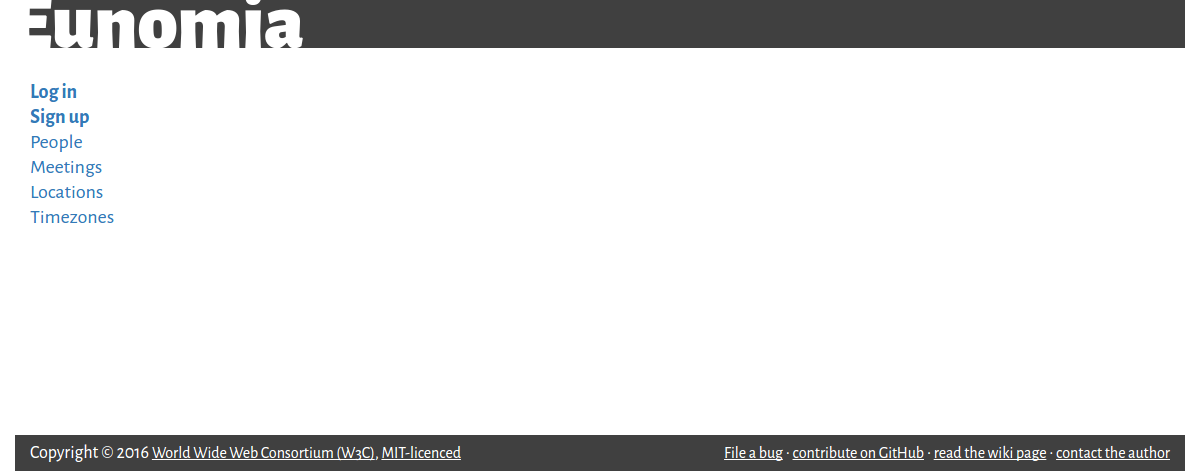 Eunomia
Log in
Sign up
People
Meetings
Locations
Timezones
Copyright © 2016 World Wide Web Consortium (W3C), MIT-licenced
File a bug · contribute on GitHub · read the wiki page · contact the author